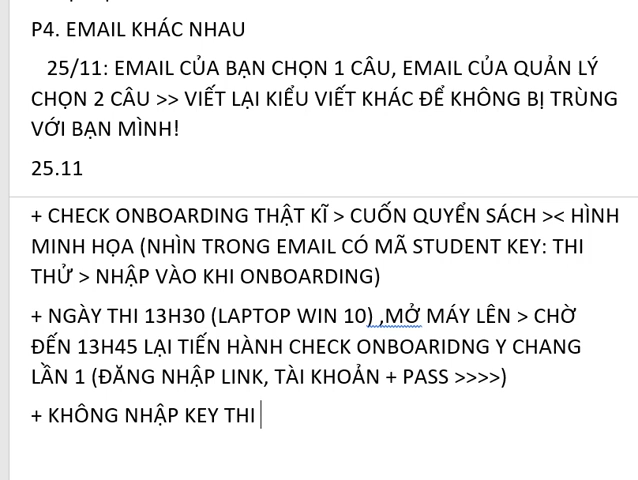 P4. EMAIL KHÁC NHAU
25/11: EMAIL CỦA BẠN CHỌN 1 CÂU, EMAIL CỦA QUẢN LÝ
CHỌN 2 CÂU >> VIẾT LẠI KIỂU VIẾT KHÁC ĐỂ KHÔNG BỊ TRÙNG
VỚI BẠN MÌNH!
25.11
+ CHECK ONBOARDING THẬT KĨ > CUỐN QUYỂN SÁCH >< HÌNH
MINH HỌA (NHÌN TRONG EMAIL CÓ MÃ STUDENT KEY: THI
THỬ > NHẬP VÀO KHI ONBOARDING)
+ NGÀY THI 13H30 (LAPTOP WIN 10) ,MỞ MÁY LÊN > CHỜ
ĐẾN 13H45 LẠI TIẾN HÀNH CHECK ONBOARIDNG Y CHANG
LẦN 1 (ĐĂNG NHẬP LINK, TÀI KHOẢN + PASS >>>>)
+ KHÔNG NHẬP KEY THI